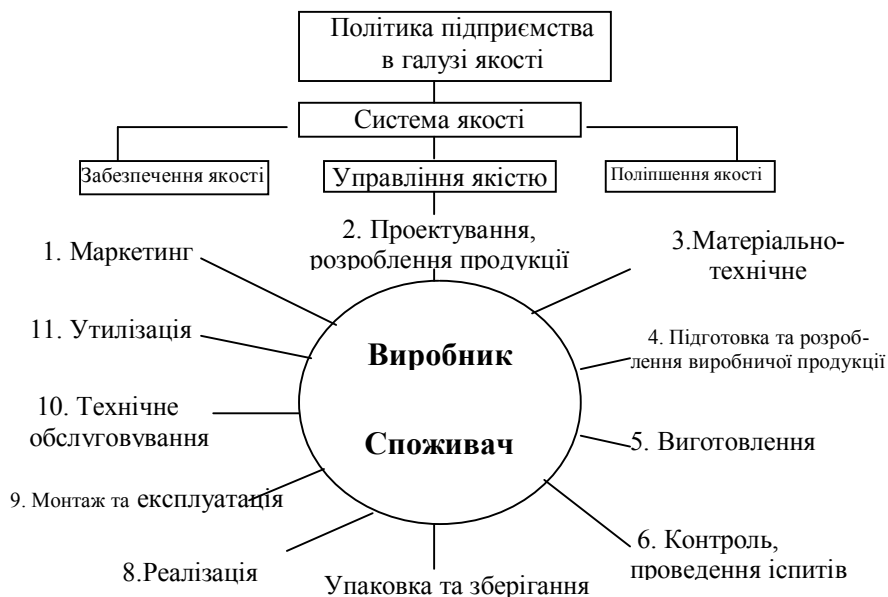 Політика підприємства
в галузі якості
Система якості
Забезпечення якості
Управління якістю
Поліпшення якості
1. Маркетинг
2. Проектування,
розроблення продукції
3.Матеріально-
технічне
11. Утилізація
Виробник
4. Підготовка та розроб-
лення виробничої продукції
10. Технічне
обслуговування
Споживач
5. Виготовлення
9. Монтаж та експлуатація
6. Контроль,
проведення іспитів
8.Реалізація
Упаковка та зберігання